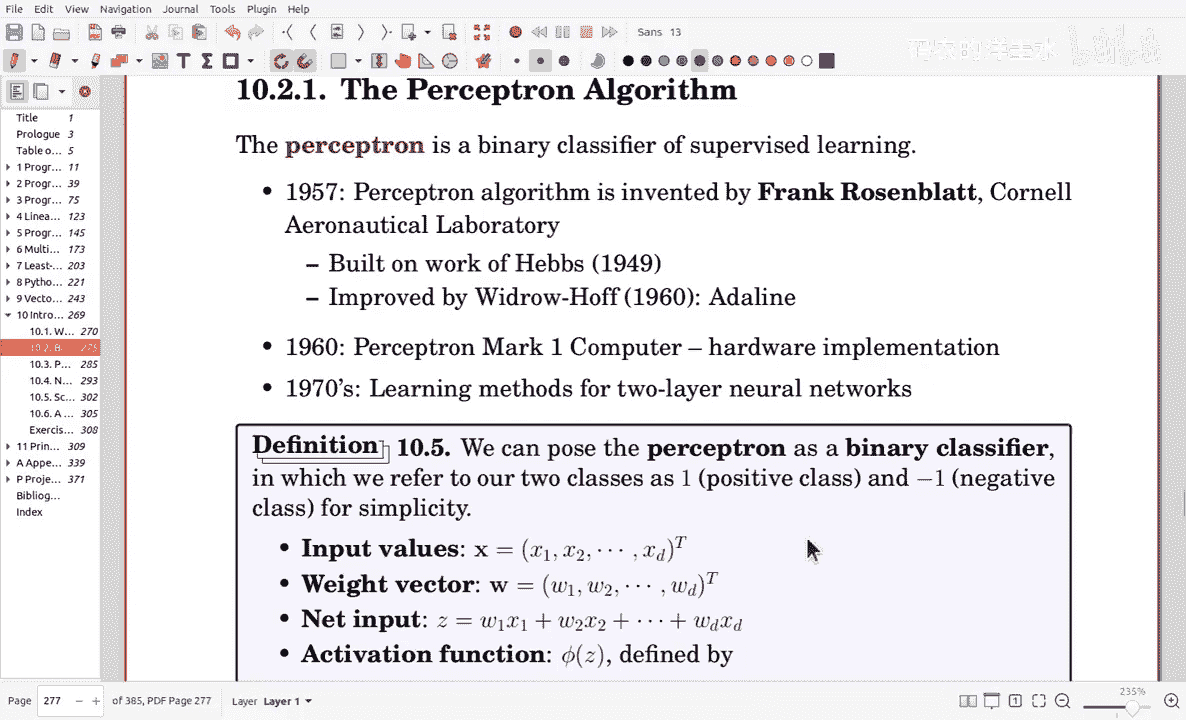 File Edit View Navigation Journal Tools Plugin Help
Sans 13
Title 1
Prologue 3
Table o... 5
1 Progr... 11
2 Progr... 39
3 Progr... 75
4 Linea... 123
5 Progr... 145
6 Multi... 173
7 Least-... 203
8 Pytho... 221
9 Vecto... 243
10 Intro... 269
10.1. W... 270
10.2. B... 275
10.3. P... 285
10.4. N... 293
10.5. Sc... 302
10.6. A ... 305
Exercis... 308
11 Prin... 309
A Appe... 339
P Proje... 371
Bibliog...
Index
10.2.1. The Perceptron Algorithm
The perceptron is a binary classifier of supervised learning.
• 1957: Perceptron algorithm is invented by Frank Rosenblatt, Cornell
Aeronautical Laboratory
– Built on work of Hebbs (1949)
– Improved by Widrow-Hoff (1960): Adaline
• 1960: Perceptron Mark 1 Computer – hardware implementation
• 1970's: Learning methods for two-layer neural networks
Definition 10.5. We can pose the perceptron as a binary classifier,
in which we refer to our two classes as 1 (positive class) and −1 (negative
class) for simplicity.
• Input values: x = (x₁, x₂, ⋯ , x_d)^T
• Weight vector: w = (w₁, w₂, ⋯ , w_d)^T
• Net input: z = w₁x₁ + w₂x₂ + ⋯ + w_dx_d
• Activation function: ϕ(z), defined by
Page 277 − + of 385, PDF Page 277 Layer Layer 1 235%